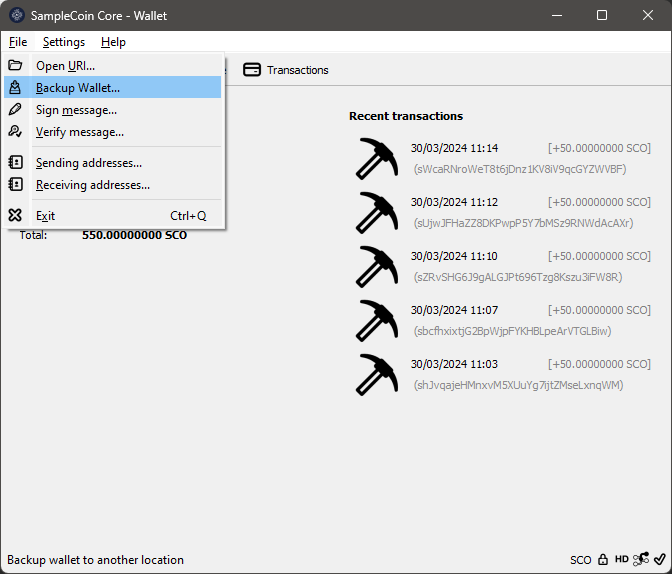 SampleCoin Core - Wallet
File Settings Help
Open URI...
Backup Wallet...
Sign message...
Verify message...
Sending addresses...
Receiving addresses...
Exit Ctrl+Q
Transactions
Total: 550.00000000 SCO
Recent transactions
30/03/2024 11:14 [+50.00000000 SCO]
(sWcaRNroWeT8t6jDnz1KV8iV9qcGYZWVBF)
30/03/2024 11:12 [+50.00000000 SCO]
(sUjwJFHaZZ8DKPwpP5Y7bMSz9RNWdAcAXr)
30/03/2024 11:10 [+50.00000000 SCO]
(sZRvSHG6J9gALGJPt696Tzg8Kszu3iFW8R)
30/03/2024 11:07 [+50.00000000 SCO]
(sbcfhxixtjG2BpWjpFYKHBLpeArVTGLBiw)
30/03/2024 11:03 [+50.00000000 SCO]
(shJvqajeHMnxvM5XUuYg7ijtZMseLxnqWM)
Backup wallet to another location
SCO HD